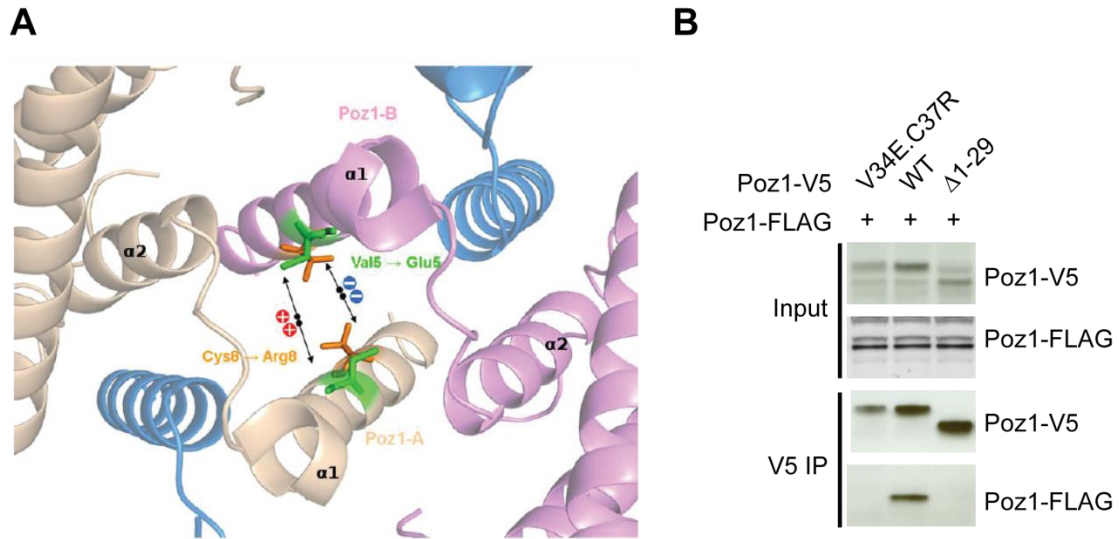 A
Poz1-B
α1
α2
Val5 → Glu5
Cys8 → Arg8
α2
Poz1-A
α1
B
V34E.C37R
WT
Δ1-29
Poz1-V5
Poz1-FLAG + + +
Input
Poz1-V5
Poz1-FLAG
V5 IP
Poz1-V5
Poz1-FLAG